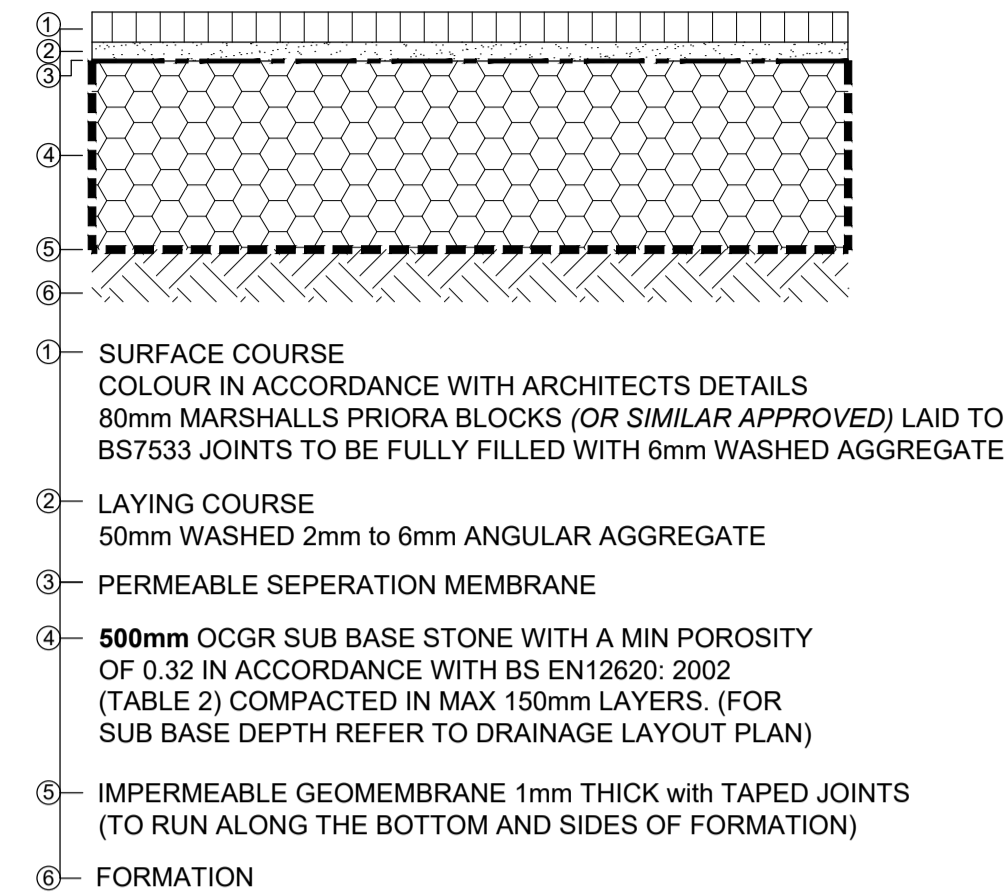 ①
②
③
④
⑤
⑥
① SURFACE COURSE
COLOUR IN ACCORDANCE WITH ARCHITECTS DETAILS
80mm MARSHALLS PRIORA BLOCKS (OR SIMILAR APPROVED) LAID TO
BS7533 JOINTS TO BE FULLY FILLED WITH 6mm WASHED AGGREGATE
② LAYING COURSE
50mm WASHED 2mm to 6mm ANGULAR AGGREGATE
③ PERMEABLE SEPERATION MEMBRANE
④ 500mm OCGR SUB BASE STONE WITH A MIN POROSITY
OF 0.32 IN ACCORDANCE WITH BS EN12620: 2002
(TABLE 2) COMPACTED IN MAX 150mm LAYERS. (FOR
SUB BASE DEPTH REFER TO DRAINAGE LAYOUT PLAN)
⑤ IMPERMEABLE GEOMEMBRANE 1mm THICK with TAPED JOINTS
(TO RUN ALONG THE BOTTOM AND SIDES OF FORMATION)
⑥ FORMATION